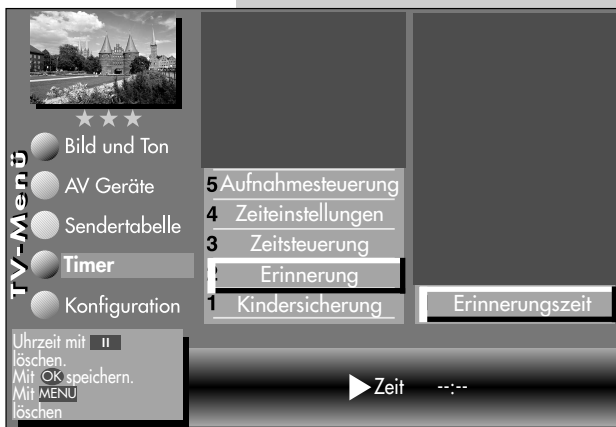 TV-Menü
Bild und Ton
AV Geräte
Sendertabelle
Timer
Konfiguration
5 Aufnahmesteuerung
4 Zeiteinstellungen
3 Zeitsteuerung
2 Erinnerung
1 Kindersicherung
Erinnerungszeit
Uhrzeit mit II
löschen.
Mit OK speichern.
Mit MENU
löschen
Zeit --:--